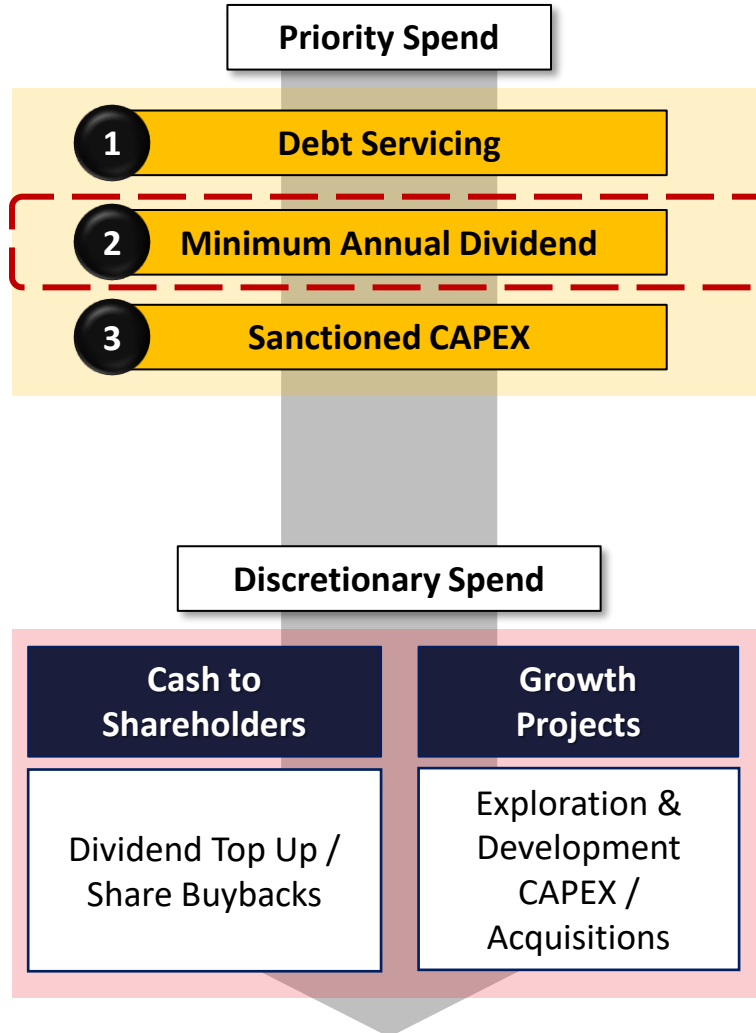 Priority Spend
1
Debt Servicing
2
Minimum Annual Dividend
3
Sanctioned CAPEX
Discretionary Spend
Cash to
Shareholders
Dividend Top Up /
Share Buybacks
Growth
Projects
Exploration &
Development
CAPEX /
Acquisitions